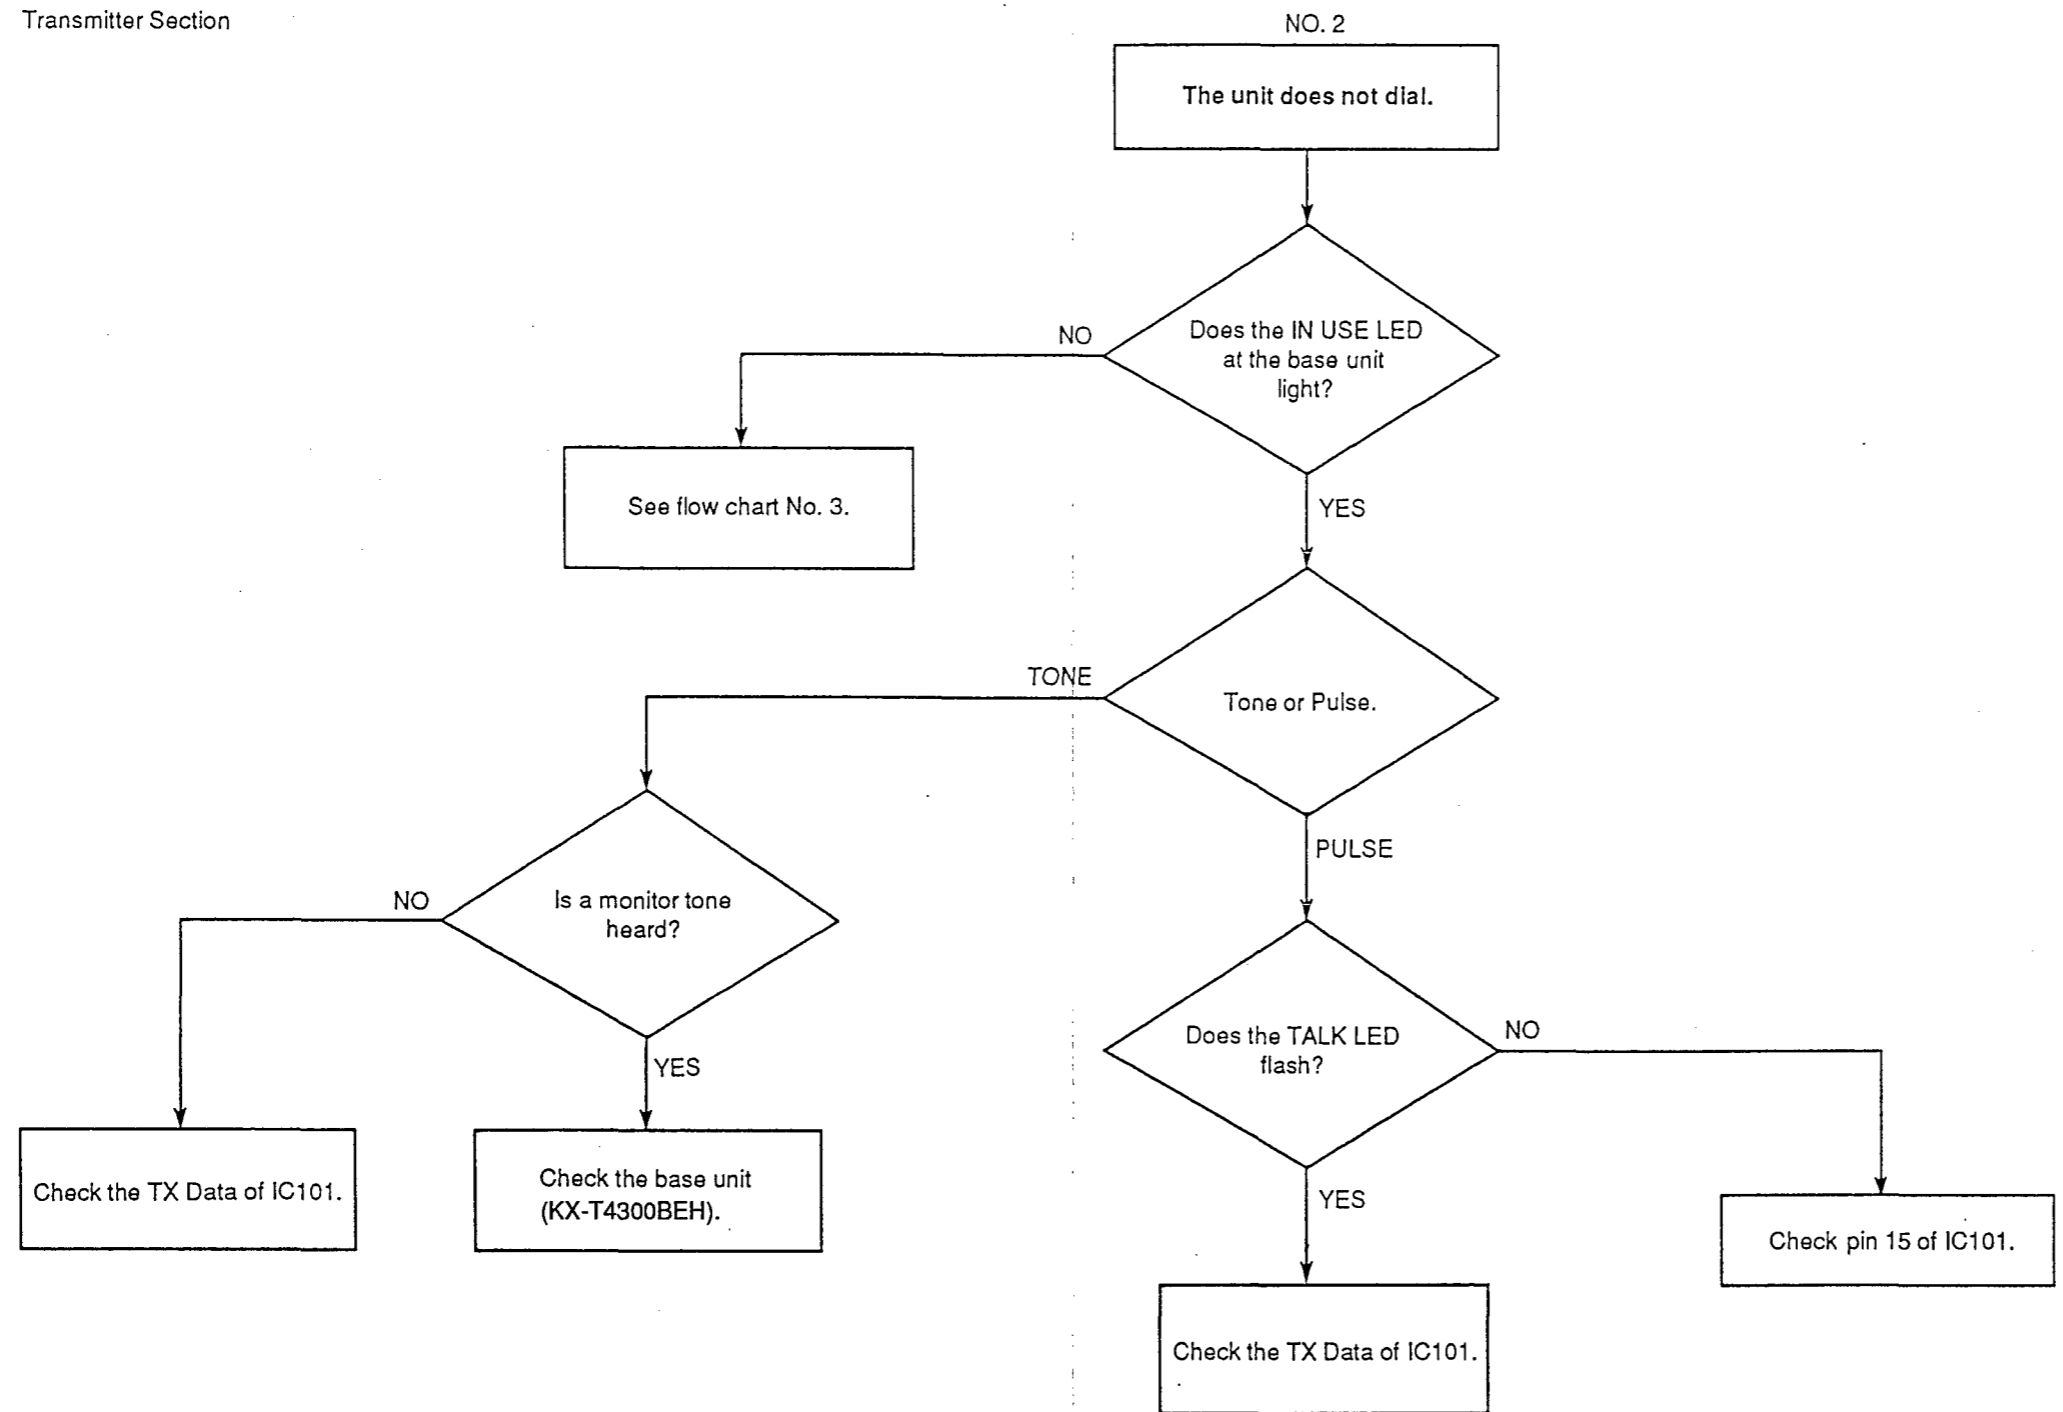 Transmitter Section
NO. 2
The unit does not dial.
Does the IN USE LED
at the base unit
light?
NO
See flow chart No. 3.
YES
Tone or Pulse.
TONE
PULSE
Is a monitor tone
heard?
NO
YES
Check the TX Data of IC101.
Check the base unit
(KX-T4300BEH).
Does the TALK LED
flash?
NO
YES
Check pin 15 of IC101.
Check the TX Data of IC101.